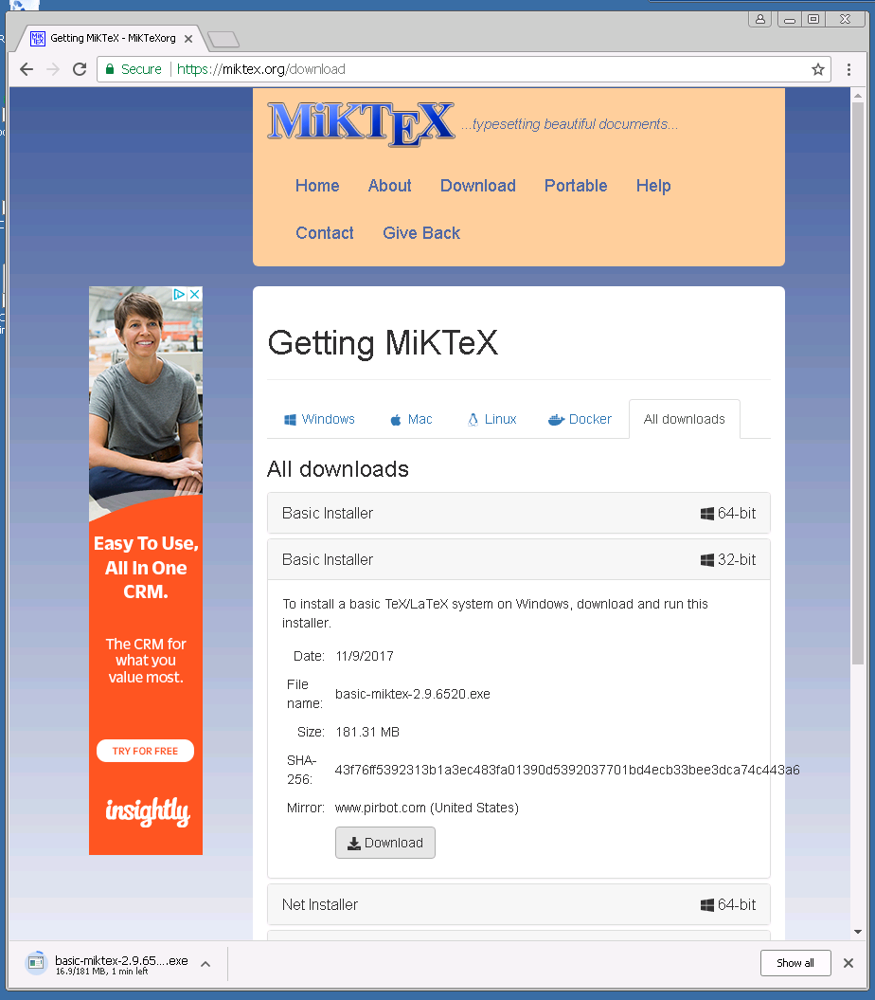 Getting MiKTeX - MiKTeXorg
Secure
https://miktex.org/download
MiKTEX ...typesetting beautiful documents...
Home About Download Portable Help
Contact Give Back
Easy To Use,
All In One
CRM.
The CRM for
what you
value most.
TRY FOR FREE
insightly
Getting MiKTeX
Windows Mac Linux Docker All downloads
All downloads
Basic Installer 64-bit
Basic Installer 32-bit
To install a basic TeX/LaTeX system on Windows, download and run this
installer.
Date: 11/9/2017
File
name: basic-miktex-2.9.6520.exe
Size: 181.31 MB
SHA-
256: 43f76ff5392313b1a3ec483fa01390d5392037701bd4ecb33bee3dca74c443a6
Mirror: www.pirbot.com (United States)
Download
Net Installer 64-bit
basic-miktex-2.9.65....exe
16.9/181 MB, 1 min left
Show all